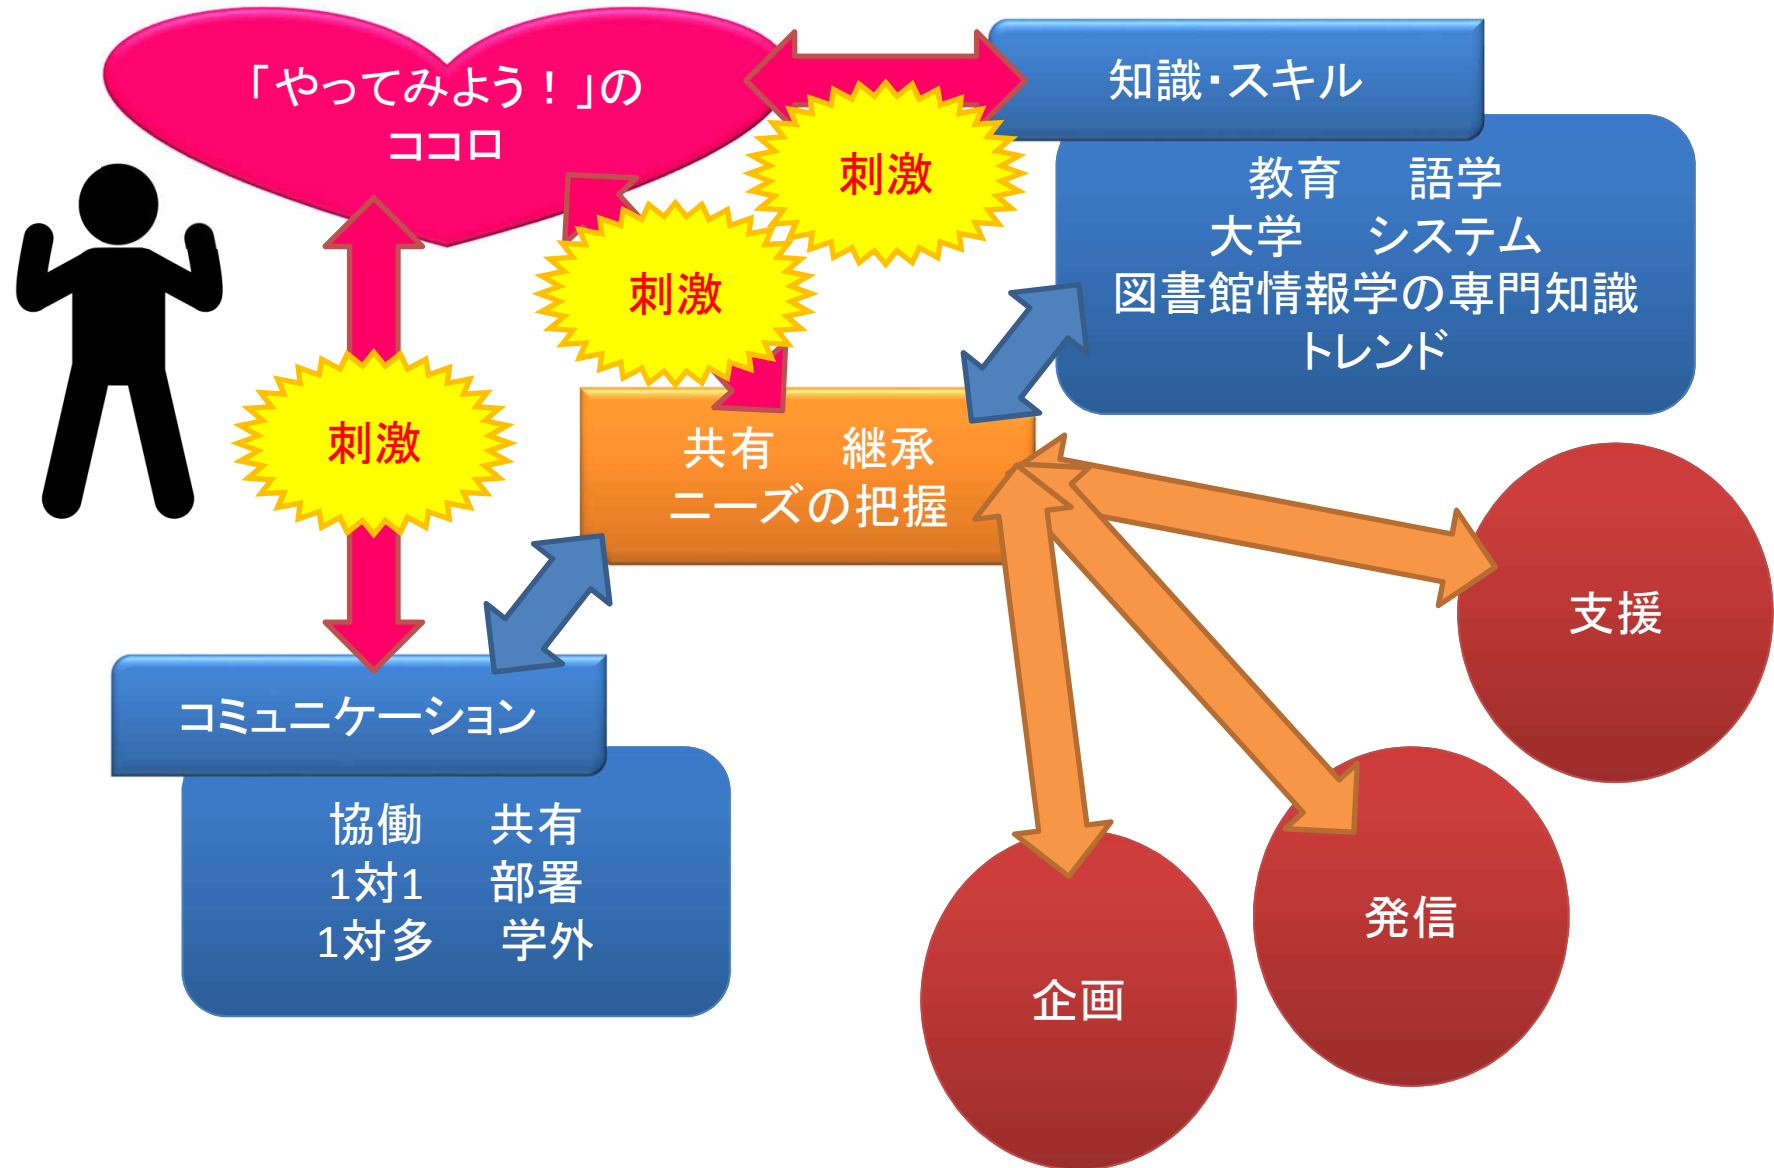 「やってみよう！」の
ココロ
知識・スキル
刺激
教育　語学
大学　システム
図書館情報学の専門知識
トレンド
刺激
刺激
共有　継承
ニーズの把握
支援
コミュニケーション
協働　共有
1対1　部署
1対多　学外
発信
企画